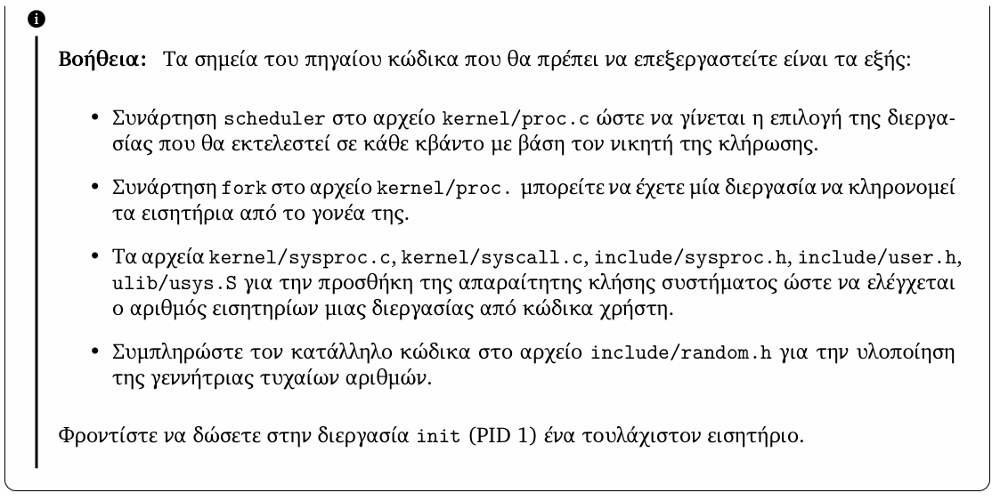 Βοήθεια: Τα σημεία του πηγαίου κώδικα που θα πρέπει να επεξεργαστείτε είναι τα εξής:
• Συνάρτηση scheduler στο αρχείο kernel/proc.c ώστε να γίνεται η επιλογή της διεργα-
σίας που θα εκτελεστεί σε κάθε κβάντο με βάση τον νικητή της κλήρωσης.
• Συνάρτηση fork στο αρχείο kernel/proc. μπορείτε να έχετε μία διεργασία να κληρονομεί
τα εισητήρια από το γονέα της.
• Τα αρχεία kernel/sysproc.c, kernel/syscall.c, include/sysproc.h, include/user.h,
ulib/usys.S για την προσθήκη της απαραίτητης κλήσης συστήματος ώστε να ελέγχεται
ο αριθμός εισητηρίων μιας διεργασίας από κώδικα χρήστη.
• Συμπληρώστε τον κατάλληλο κώδικα στο αρχείο include/random.h για την υλοποίηση
της γεννήτριας τυχαίων αριθμών.
Φροντίστε να δώσετε στην διεργασία init (PID 1) ένα τουλάχιστον εισητήριο.